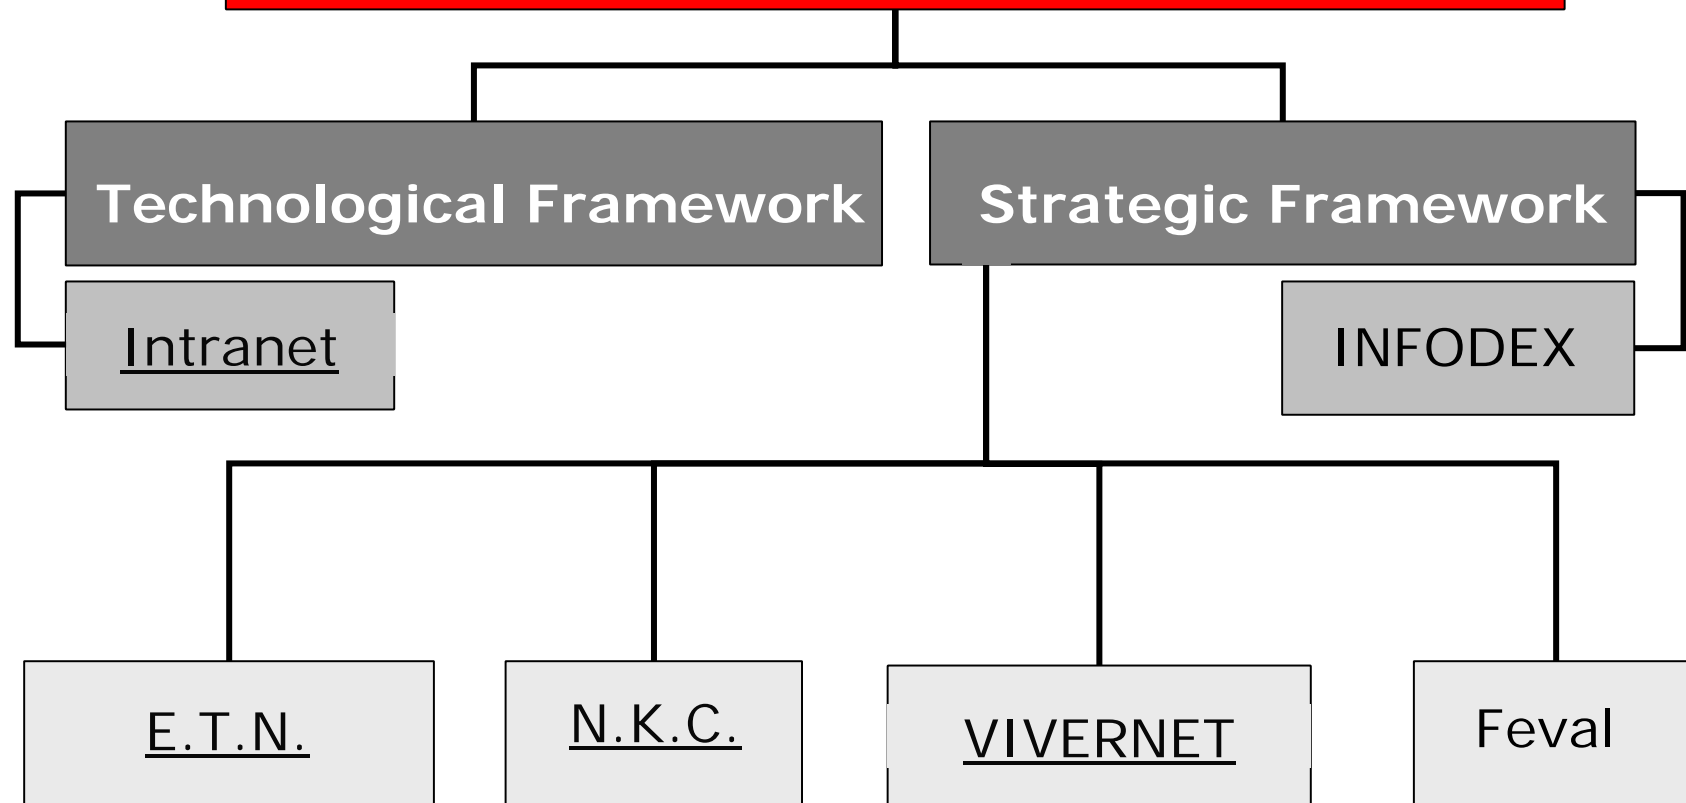 Technological Framework
Strategic Framework
Intranet
INFODEX
E.T.N.
N.K.C.
VIVERNET
Feval